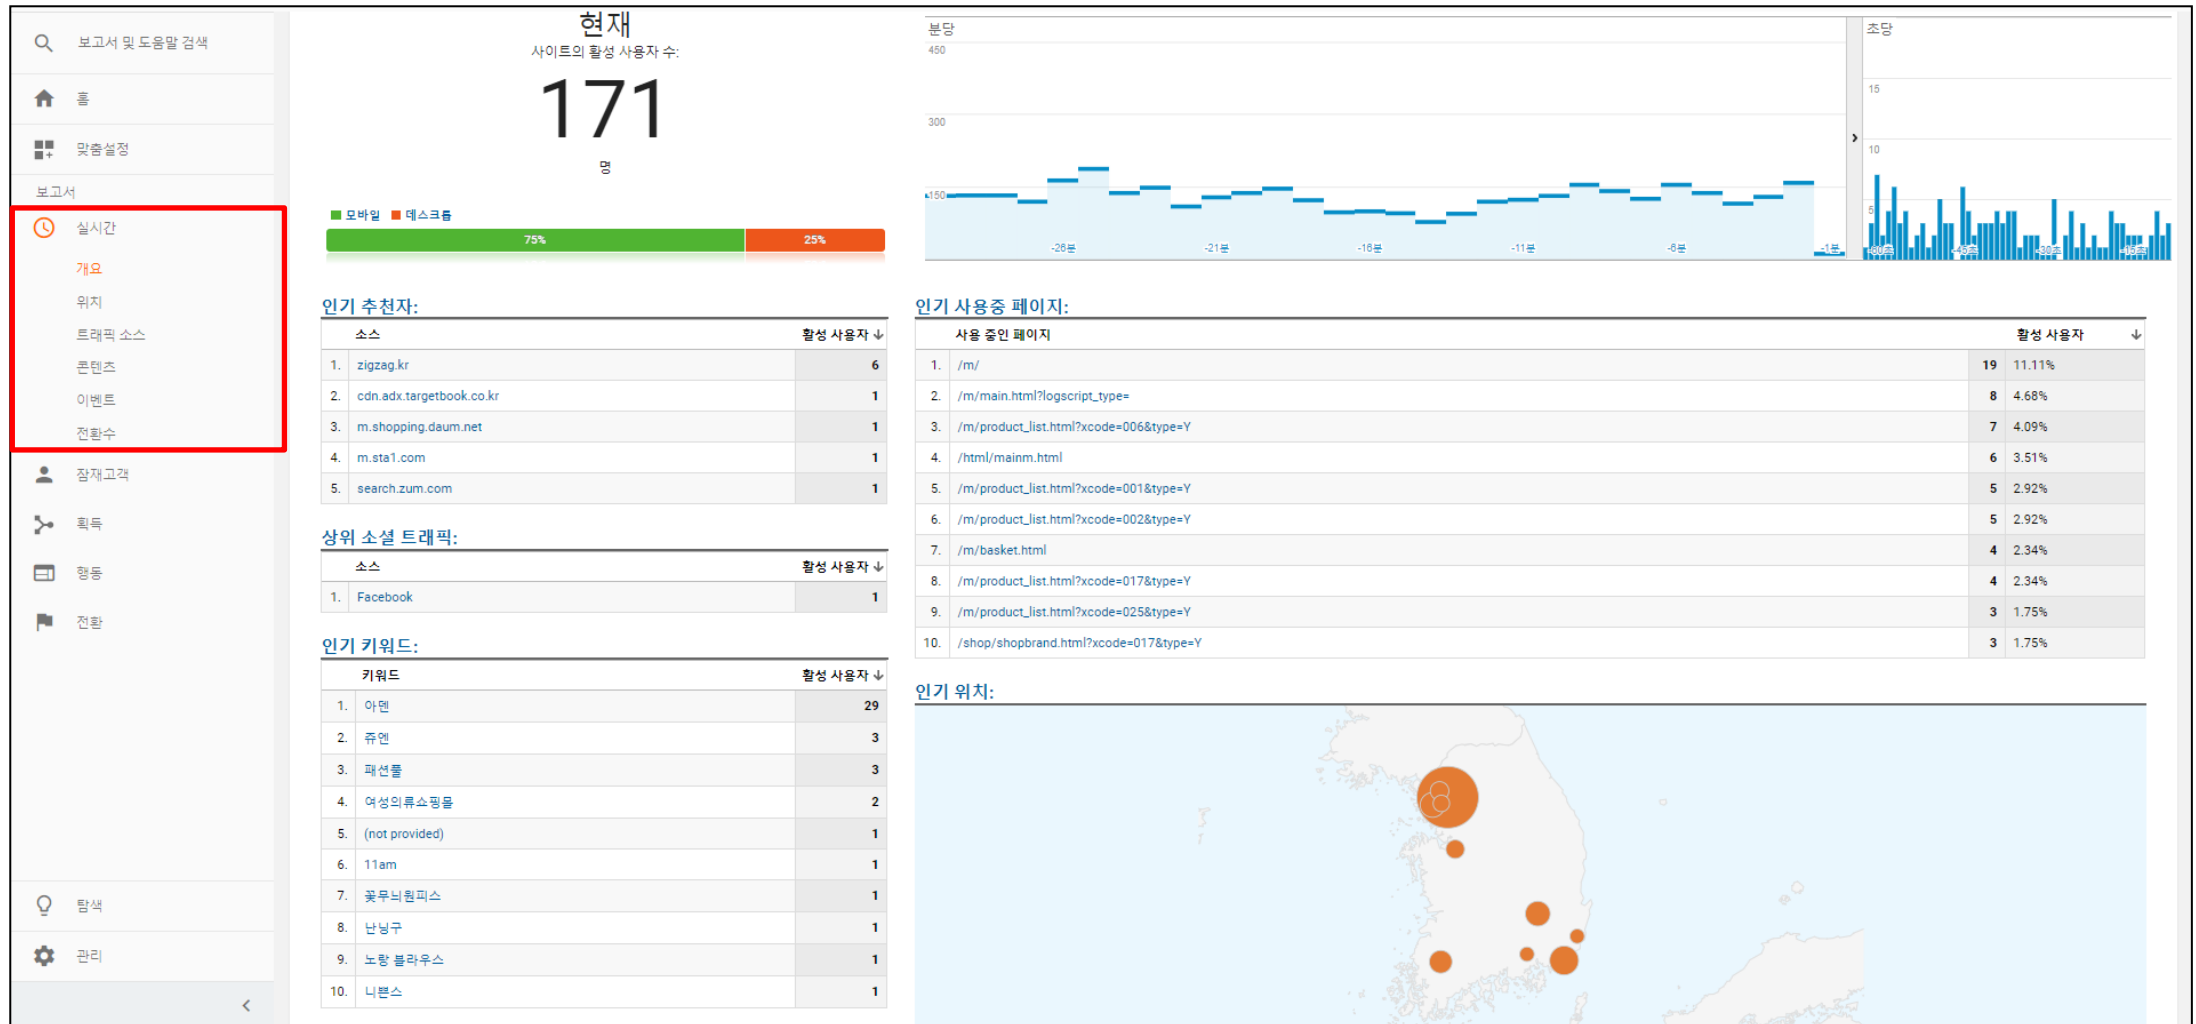 보고서 및 도움말 검색
홈
맞춤설정
보고서
실시간
개요
위치
트래픽 소스
콘텐츠
이벤트
전환수
잠재고객
획득
행동
전환
탐색
관리
현재
사이트의 활성 사용자 수:
171
명
모바일 데스크톱
75% 25%
분당
450
300
150
-26분 -21분 -16분 -11분 -6분 -1분
초당
15
10
5
-60초 -45초 -30초 -15초
인기 추천자:
소스 활성 사용자
1. zigzag.kr 6
2. cdn.adx.targetbook.co.kr 1
3. m.shopping.daum.net 1
4. m.sta1.com 1
5. search.zum.com 1
상위 소셜 트래픽:
소스 활성 사용자
1. Facebook 1
인기 키워드:
키워드 활성 사용자
1. 아덴 29
2. 쥬엔 3
3. 패션풀 3
4. 여성의류쇼핑몰 2
5. (not provided) 1
6. 11am 1
7. 꽃무늬원피스 1
8. 난닝구 1
9. 노랑 블라우스 1
10. 니쁜스 1
인기 사용중 페이지:
사용 중인 페이지 활성 사용자
1. /m/ 19 11.11%
2. /m/main.html?logscript_type= 8 4.68%
3. /m/product_list.html?xcode=006&type=Y 7 4.09%
4. /html/mainm.html 6 3.51%
5. /m/product_list.html?xcode=001&type=Y 5 2.92%
6. /m/product_list.html?xcode=002&type=Y 5 2.92%
7. /m/basket.html 4 2.34%
8. /m/product_list.html?xcode=017&type=Y 4 2.34%
9. /m/product_list.html?xcode=025&type=Y 3 1.75%
10. /shop/shopbrand.html?xcode=017&type=Y 3 1.75%
인기 위치: